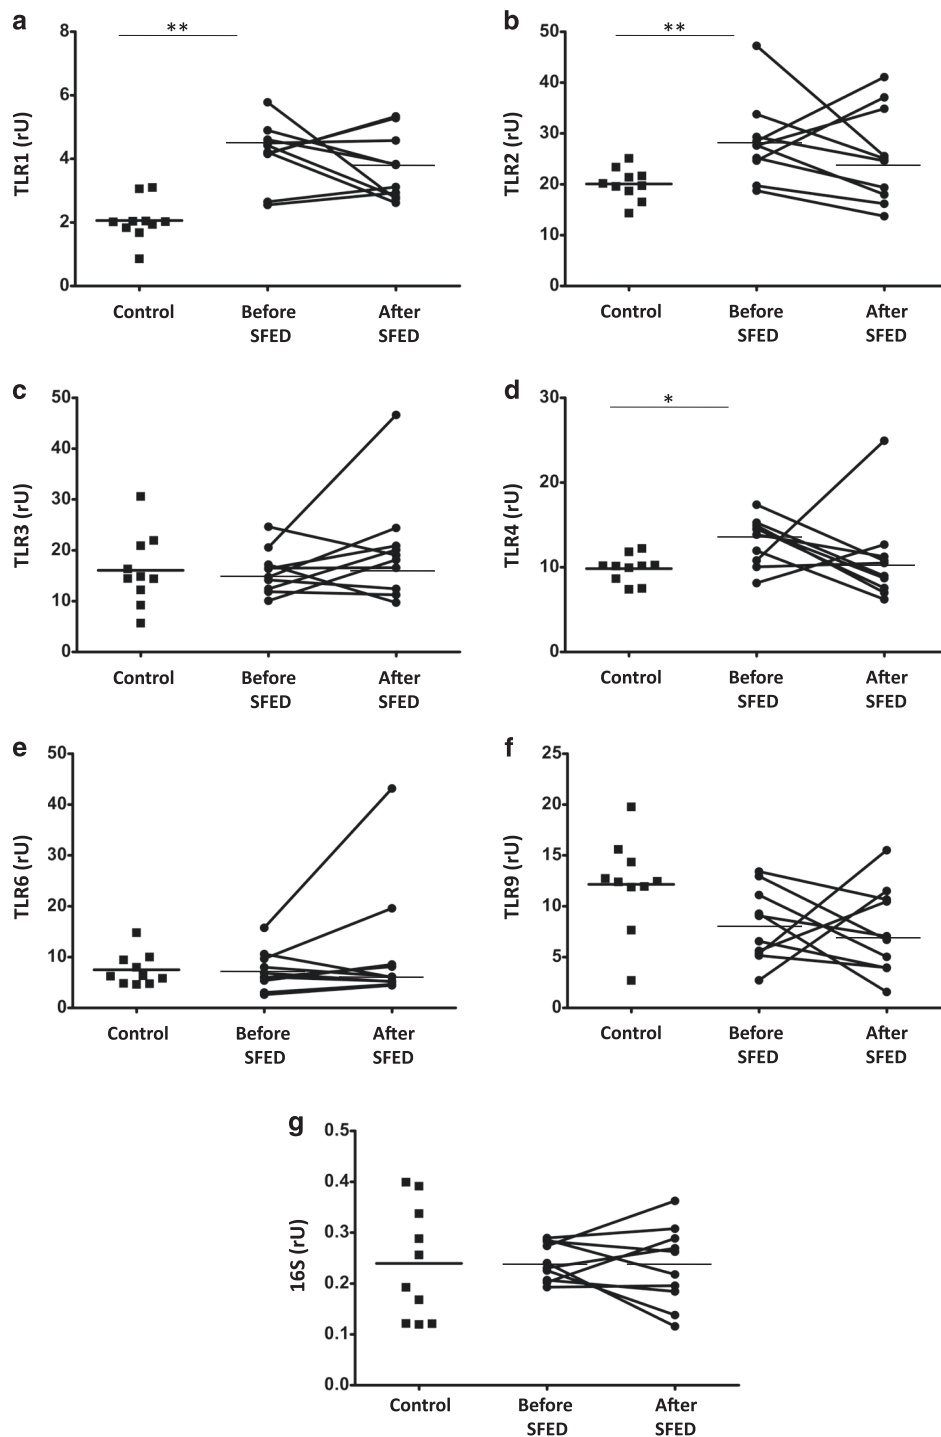 a
**
TLR1 (rU)
8
6
4
2
0
Control
Before
SFED
After
SFED
b
**
TLR2 (rU)
50
40
30
20
10
0
Control
Before
SFED
After
SFED
c
TLR3 (rU)
50
40
30
20
10
0
Control
Before
SFED
After
SFED
d
*
TLR4 (rU)
30
20
10
0
Control
Before
SFED
After
SFED
e
TLR6 (rU)
50
40
30
20
10
0
Control
Before
SFED
After
SFED
f
TLR9 (rU)
25
20
15
10
5
0
Control
Before
SFED
After
SFED
g
16S (rU)
0.5
0.4
0.3
0.2
0.1
0.0
Control
Before
SFED
After
SFED